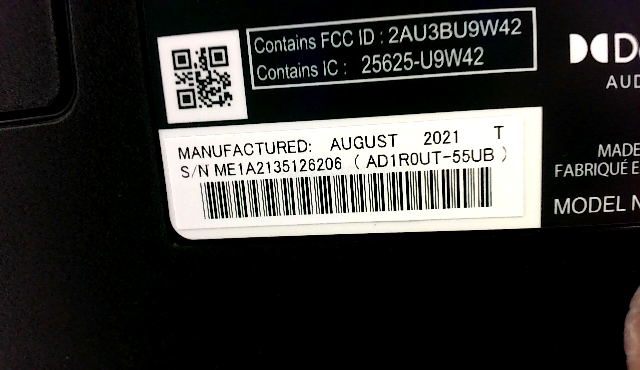 Contains FCC ID : 2AU3BU9W42
Contains IC : 25625-U9W42
MANUFACTURED: AUGUST 2021 T
S/N ME1A2135126206 ( AD1R0UT-55UB )
AUD
MADE
FABRIQUÉ E
MODEL N